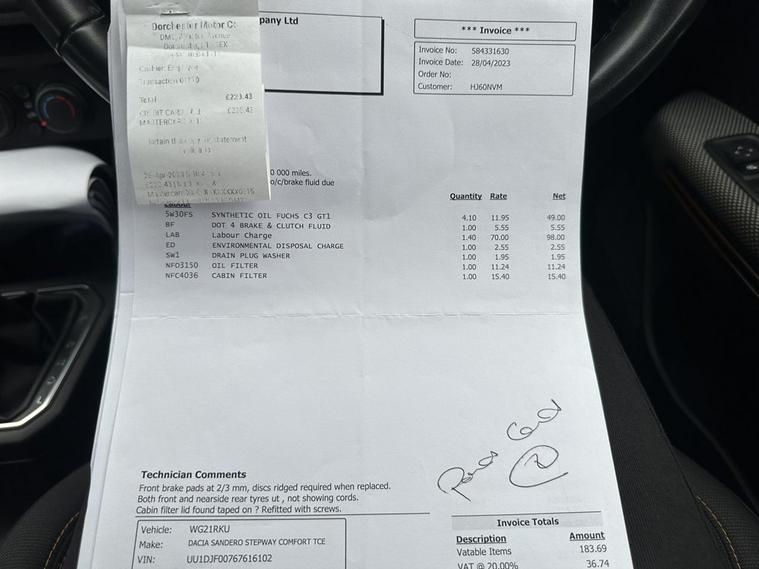 Dorchester Motor C
pany Ltd
Total £220.43
MASTERCARD
Retain this statement
*** Invoice ***
Invoice No: 584331630
Invoice Date: 28/04/2023
Order No:
Customer: HJ60NVM
0 000 miles.
o/c/brake fluid due
Quantity Rate Net
Labour
5W30FS SYNTHETIC OIL FUCHS C3 GT1 4.10 11.95 49.00
BF DOT 4 BRAKE & CLUTCH FLUID 1.00 5.55 5.55
LAB Labour Charge 1.40 70.00 98.00
ED ENVIRONMENTAL DISPOSAL CHARGE 1.00 2.55 2.55
SW1 DRAIN PLUG WASHER 1.00 1.95 1.95
NFO3150 OIL FILTER 1.00 11.24 11.24
NFC4036 CABIN FILTER 1.00 15.40 15.40
Card
Technician Comments
Front brake pads at 2/3 mm, discs ridged required when replaced.
Both front and nearside rear tyres ut , not showing cords.
Cabin filter lid found taped on ? Refitted with screws.
Vehicle: WG21RKU
Make: DACIA SANDERO STEPWAY COMFORT TCE
VIN: UU1DJF00767616102
Invoice Totals
Description Amount
Vatable Items 183.69
VAT @ 20.00% 36.74